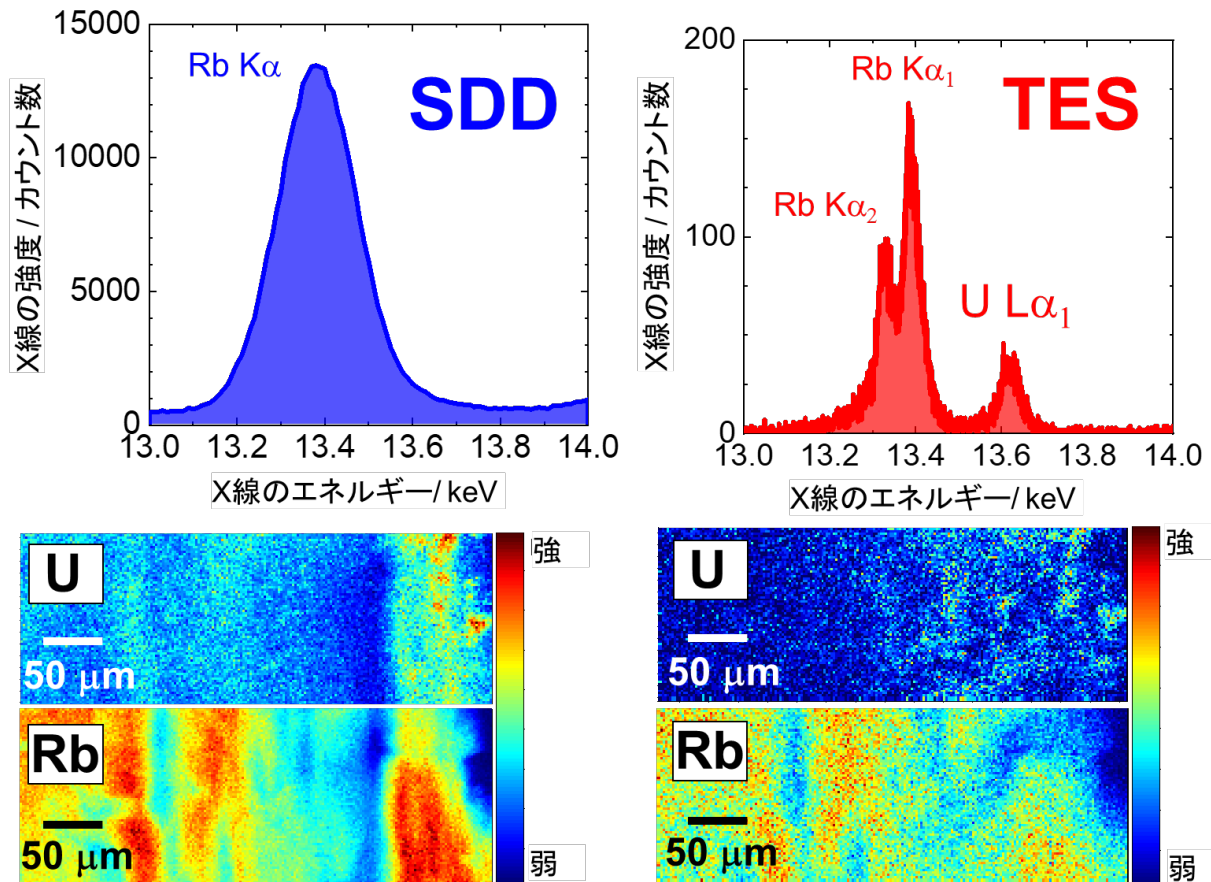 SDD
Rb Kα
X線の強度 / カウント数
15000
10000
5000
0
13.0 13.2 13.4 13.6 13.8 14.0
X線のエネルギー/ keV
TES
Rb Kα1
Rb Kα2
U Lα1
X線の強度 / カウント数
200
100
0
13.0 13.2 13.4 13.6 13.8 14.0
X線のエネルギー/ keV
U
50 μm
強
Rb
50 μm
弱
U
50 μm
強
Rb
50 μm
弱